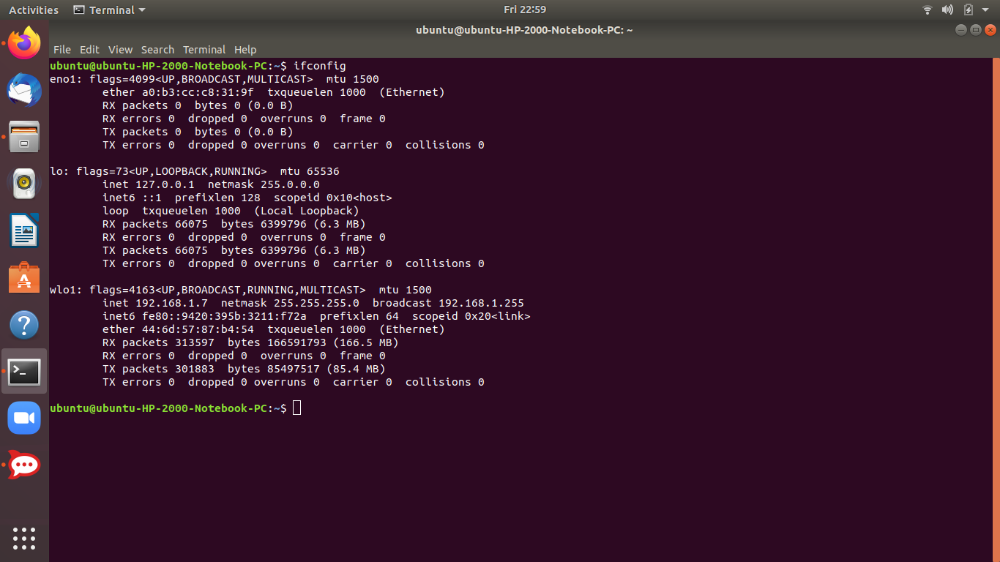 Activities Terminal Fri 22:59
ubuntu@ubuntu-HP-2000-Notebook-PC: ~
File Edit View Search Terminal Help
ubuntu@ubuntu-HP-2000-Notebook-PC:~$ ifconfig
eno1: flags=4099<UP,BROADCAST,MULTICAST>  mtu 1500
        ether a0:b3:cc:c8:31:9f  txqueuelen 1000  (Ethernet)
        RX packets 0  bytes 0 (0.0 B)
        RX errors 0  dropped 0  overruns 0  frame 0
        TX packets 0  bytes 0 (0.0 B)
        TX errors 0  dropped 0 overruns 0  carrier 0  collisions 0

lo: flags=73<UP,LOOPBACK,RUNNING>  mtu 65536
        inet 127.0.0.1  netmask 255.0.0.0
        inet6 ::1  prefixlen 128  scopeid 0x10<host>
        loop  txqueuelen 1000  (Local Loopback)
        RX packets 66075  bytes 6399796 (6.3 MB)
        RX errors 0  dropped 0  overruns 0  frame 0
        TX packets 66075  bytes 6399796 (6.3 MB)
        TX errors 0  dropped 0 overruns 0  carrier 0  collisions 0

wlo1: flags=4163<UP,BROADCAST,RUNNING,MULTICAST>  mtu 1500
        inet 192.168.1.7  netmask 255.255.255.0  broadcast 192.168.1.255
        inet6 fe80::9420:395b:3211:f72a  prefixlen 64  scopeid 0x20<link>
        ether 44:6d:57:87:b4:54  txqueuelen 1000  (Ethernet)
        RX packets 313597  bytes 166591793 (166.5 MB)
        RX errors 0  dropped 0  overruns 0  frame 0
        TX packets 301883  bytes 85497517 (85.4 MB)
        TX errors 0  dropped 0 overruns 0  carrier 0  collisions 0

ubuntu@ubuntu-HP-2000-Notebook-PC:~$